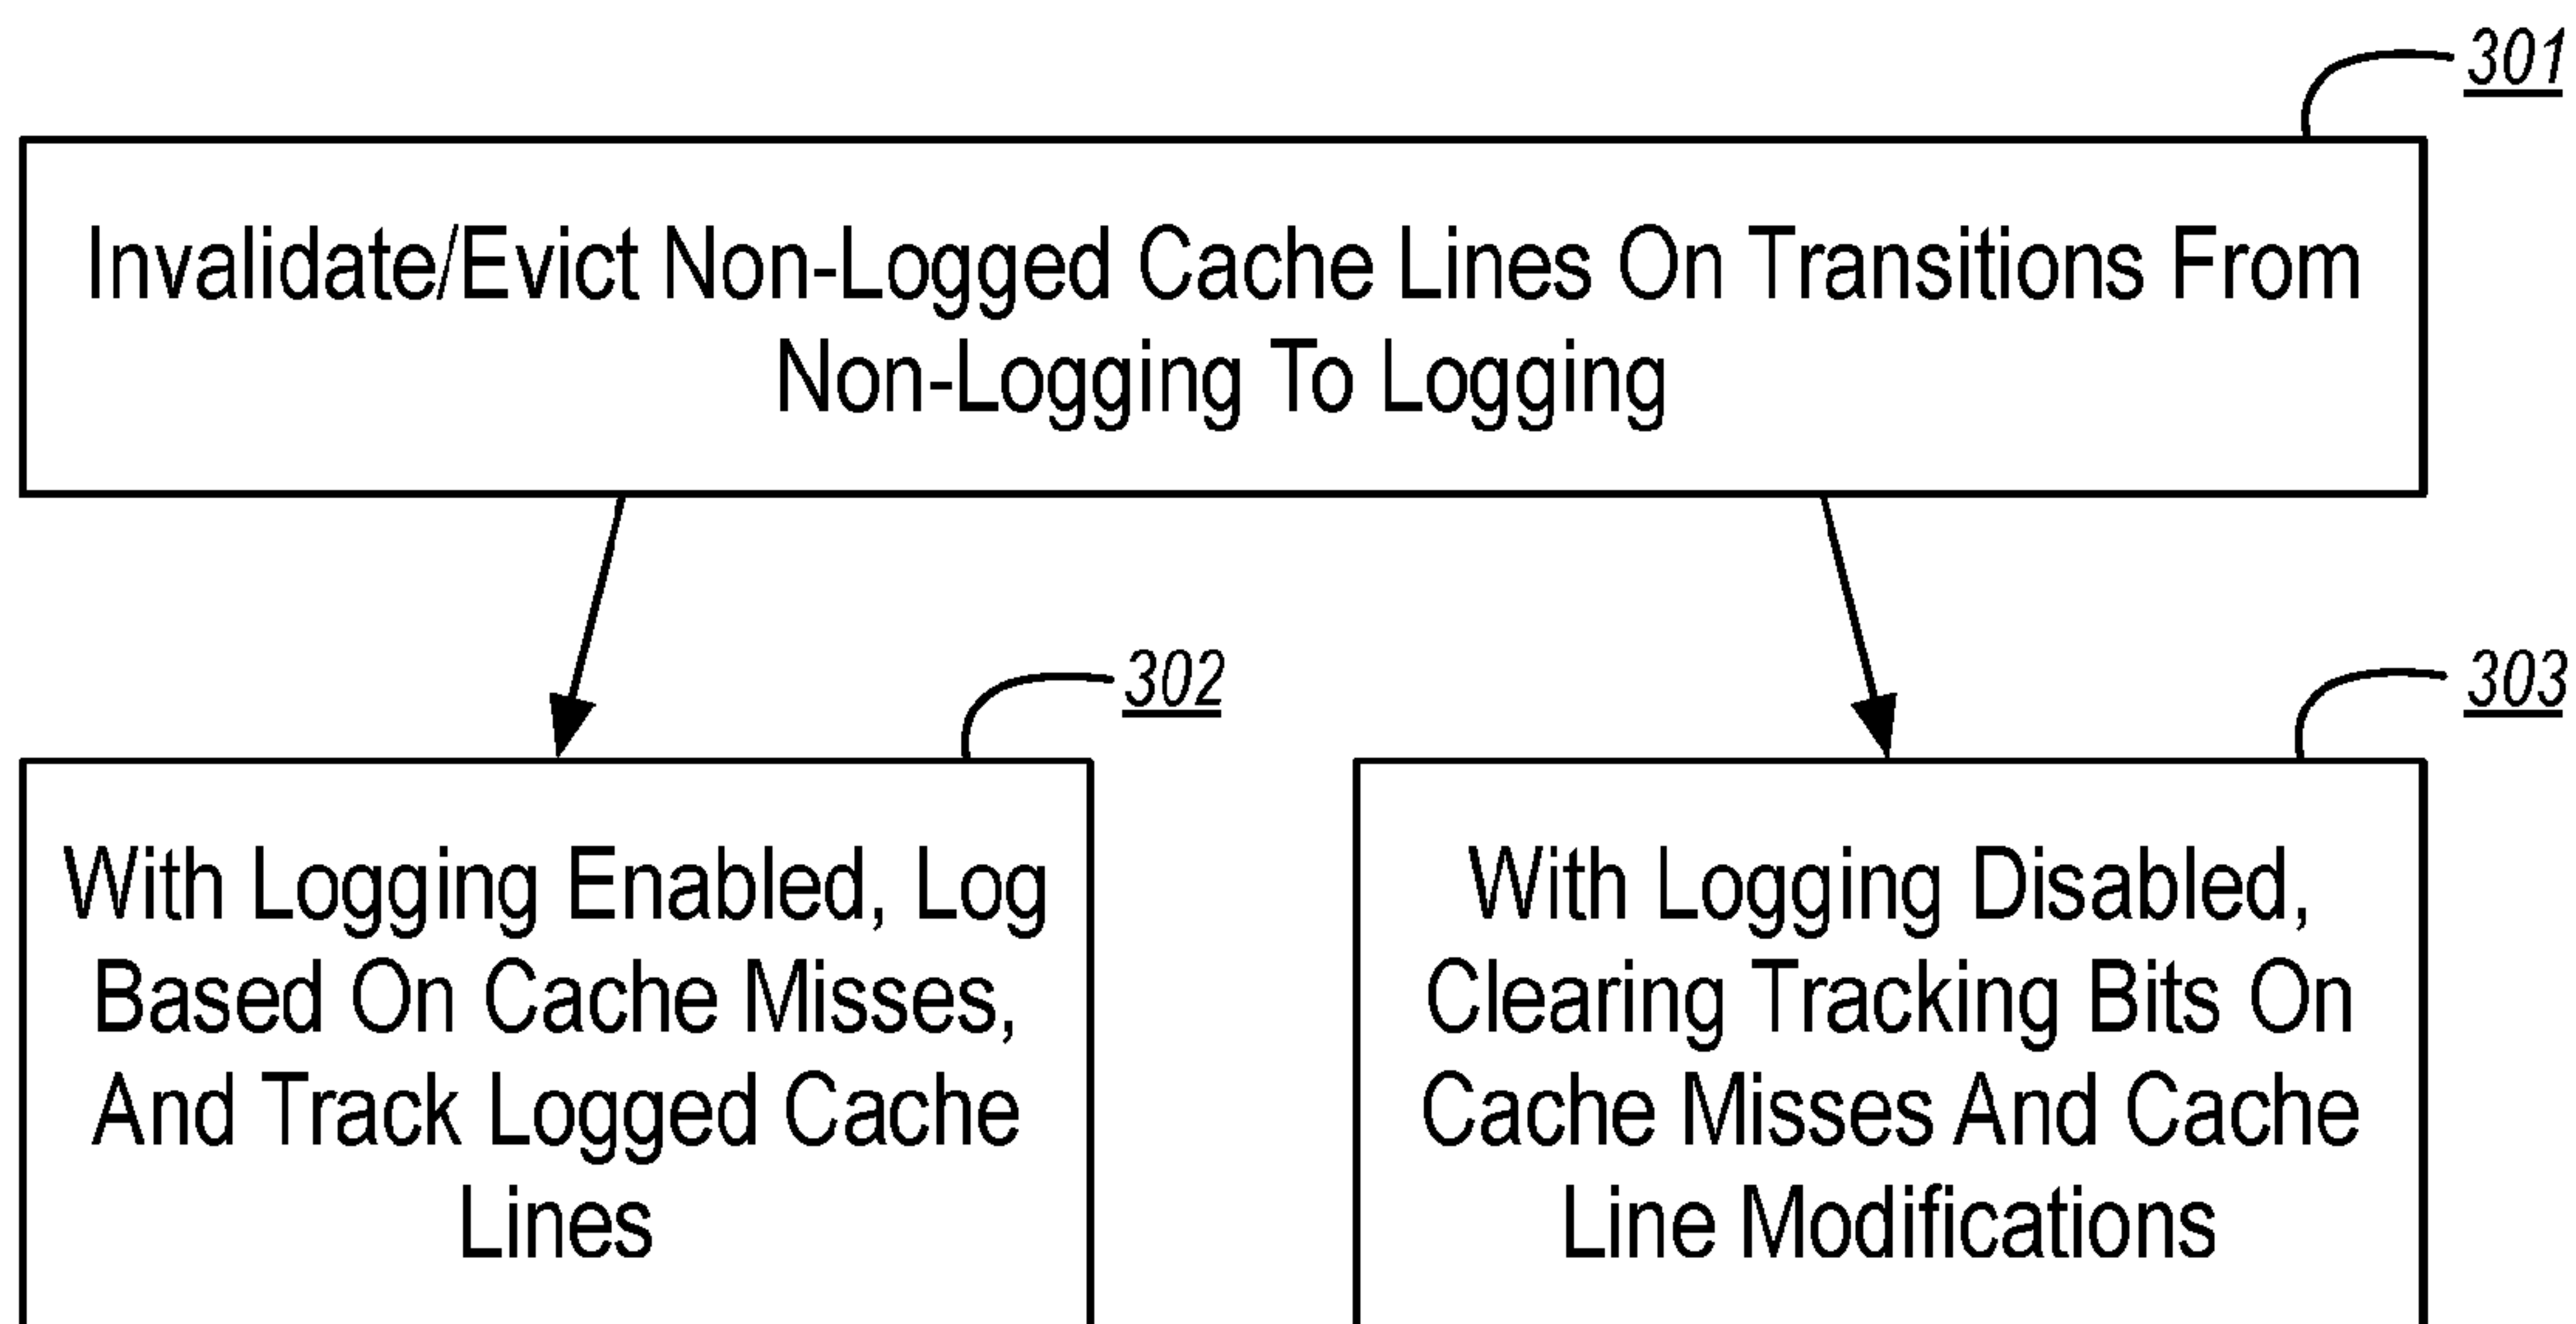 301
Invalidate/Evict Non-Logged Cache Lines On Transitions From
Non-Logging To Logging
302
With Logging Enabled, Log
Based On Cache Misses,
And Track Logged Cache
Lines
303
With Logging Disabled,
Clearing Tracking Bits On
Cache Misses And Cache
Line Modifications